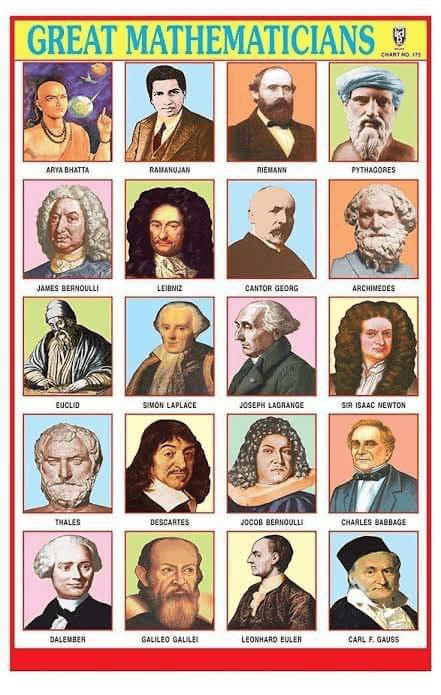 GREAT MATHEMATICIANS
CHART NO. 172
ARYA BHATTA
RAMANUJAN
RIEMANN
PYTHAGORES
JAMES BERNOULLI
LEIBNIZ
CANTOR GEORG
ARCHIMEDES
EUCLID
SIMON LAPLACE
JOSEPH LAGRANGE
SIR ISAAC NEWTON
THALES
DESCARTES
JOCOB BERNOULLI
CHARLES BABBAGE
DALEMBER
GALILEO GALILEI
LEONHARD EULER
CARL F. GAUSS